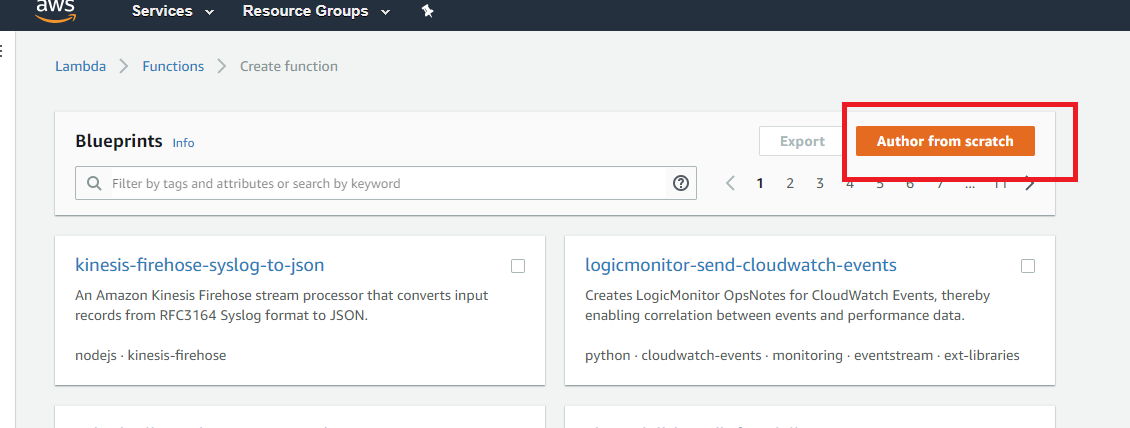 aws
Services Resource Groups
Lambda Functions Create function
Blueprints Info Export Author from scratch
Filter by tags and attributes or search by keyword
1 2 3 4 5 6 7 ... 11
kinesis-firehose-syslog-to-json
An Amazon Kinesis Firehose stream processor that converts input
records from RFC3164 Syslog format to JSON.
nodejs · kinesis-firehose
logicmonitor-send-cloudwatch-events
Creates LogicMonitor OpsNotes for CloudWatch Events, thereby
enabling correlation between events and performance data.
python · cloudwatch-events · monitoring · eventstream · ext-libraries